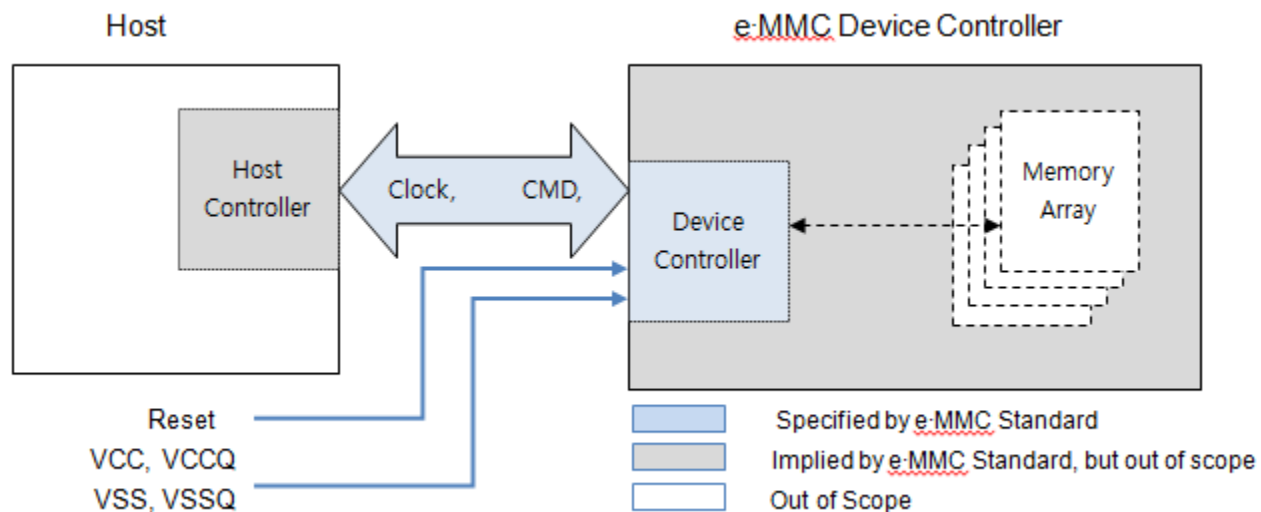 Host
e·MMC Device Controller
Host
Controller
Clock, CMD,
Device
Controller
Memory
Array
Reset
VCC, VCCQ
VSS, VSSQ
Specified by e·MMC Standard
Implied by e·MMC Standard, but out of scope
Out of Scope